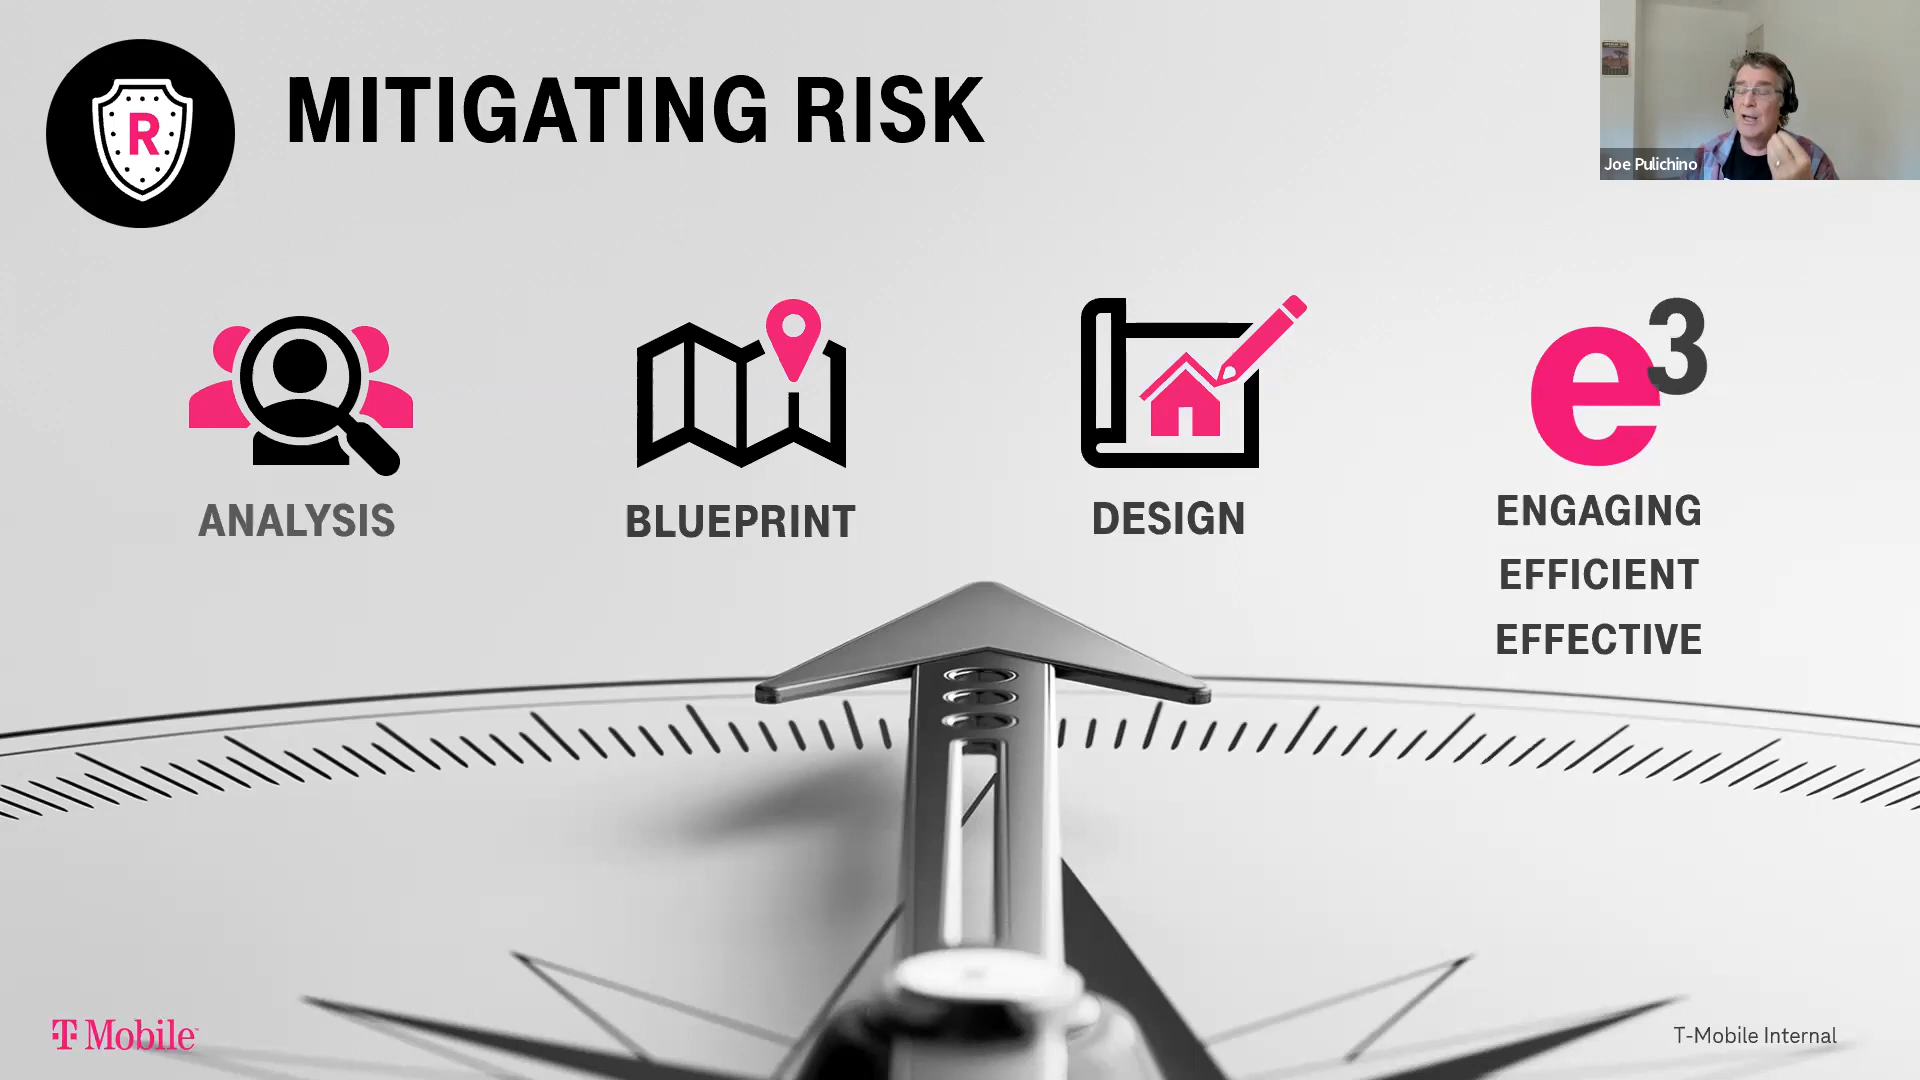 R
MITIGATING RISK
Joe Pulichino
ANALYSIS
BLUEPRINT
DESIGN
e3
ENGAGING
EFFICIENT
EFFECTIVE
T Mobile
T-Mobile Internal